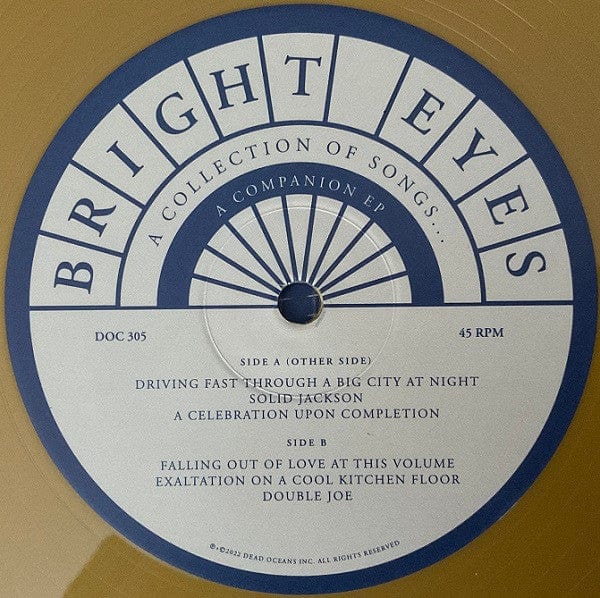 BRIGHT EYES
A COLLECTION OF SONGS...
A COMPANION EP
DOC 305
45 RPM
SIDE A (OTHER SIDE)
DRIVING FAST THROUGH A BIG CITY AT NIGHT
SOLID JACKSON
A CELEBRATION UPON COMPLETION
SIDE B
FALLING OUT OF LOVE AT THIS VOLUME
EXALTATION ON A COOL KITCHEN FLOOR
DOUBLE JOE
℗+©2022 DEAD OCEANS INC. ALL RIGHTS RESERVED